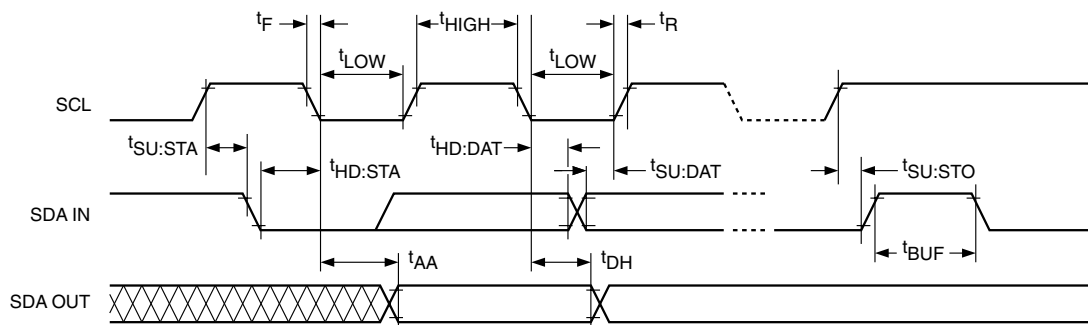 tF tHIGH tR
tLOW tLOW
SCL
tSU:STA tHD:DAT
tHD:STA tSU:DAT tSU:STO
SDA IN
tAA tDH tBUF
SDA OUT